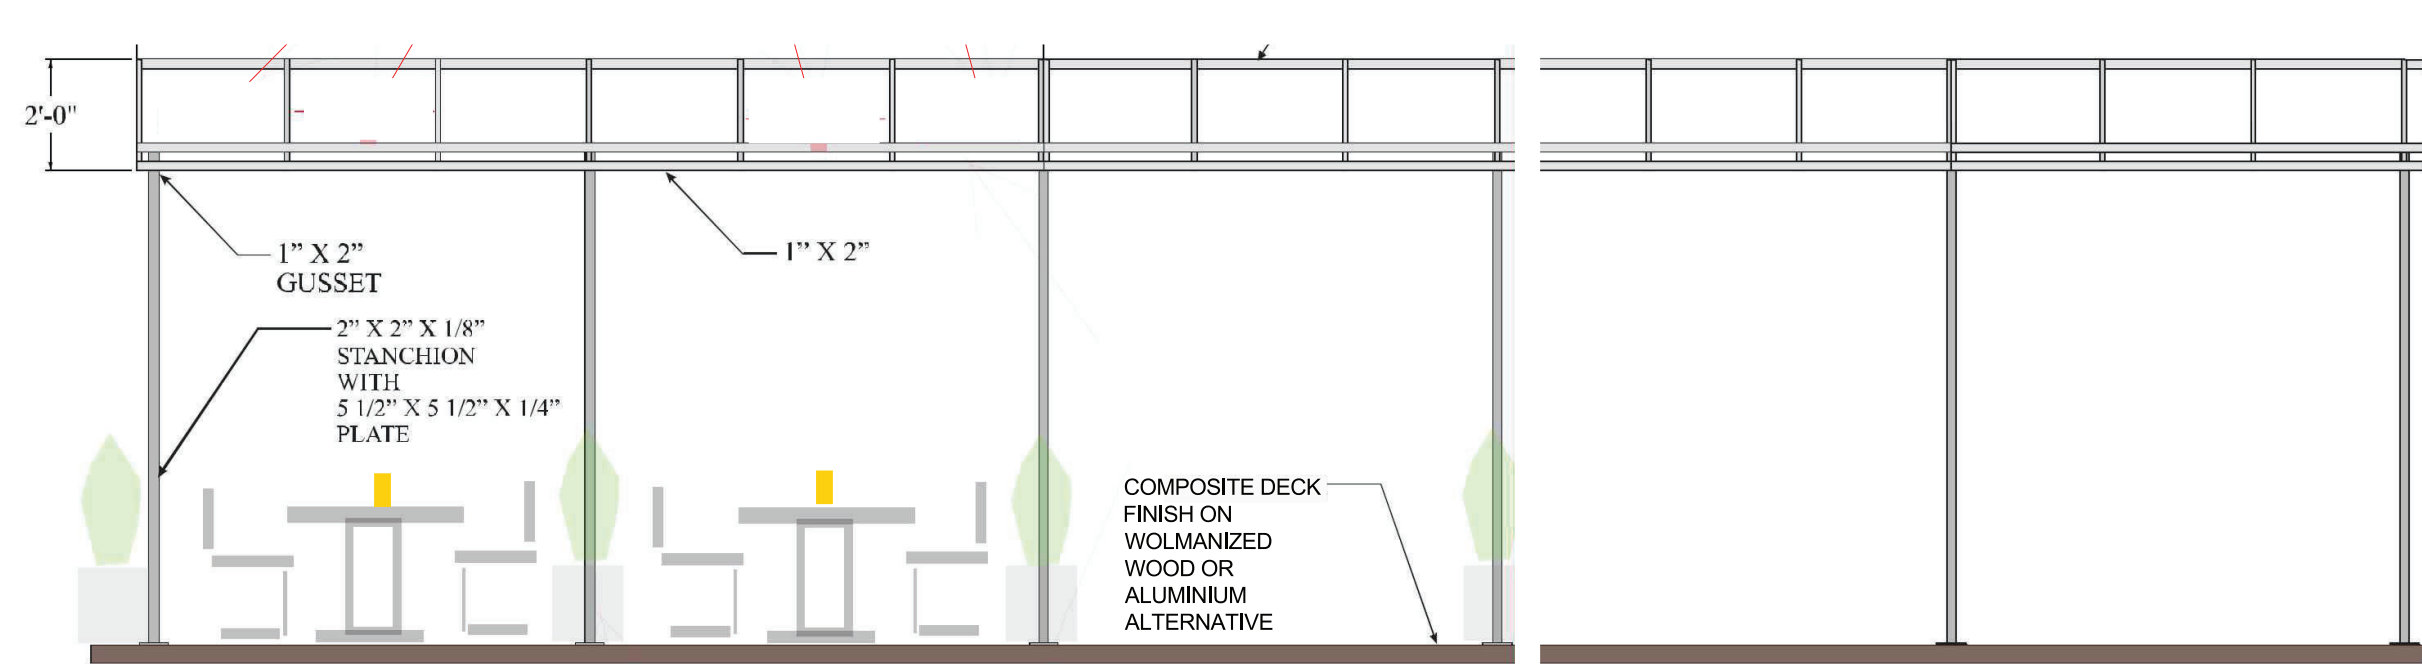 2'-0"
1” X 2”
GUSSET
1” X 2”
2” X 2” X 1/8”
STANCHION
WITH
5 1/2” X 5 1/2” X 1/4”
PLATE
COMPOSITE DECK
FINISH ON
WOLMANIZED
WOOD OR
ALUMINIUM
ALTERNATIVE